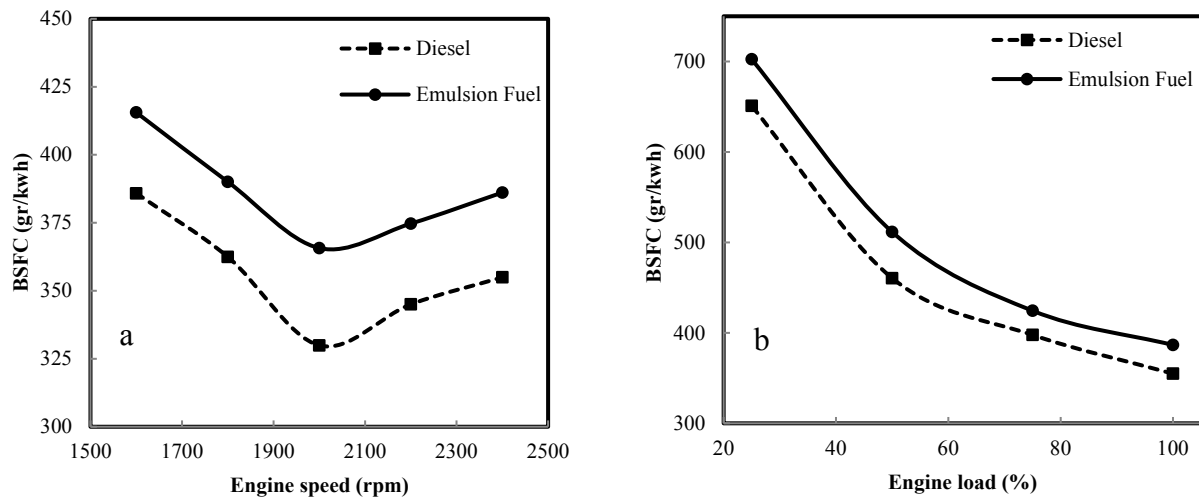 450
425
400
375
350
325
300
BSFC (gr/kwh)
Diesel
Emulsion Fuel
a
1500 1700 1900 2100 2300 2500
Engine speed (rpm)
700
600
500
400
300
BSFC (gr/kwh)
Diesel
Emulsion Fuel
b
20 40 60 80 100
Engine load (%)